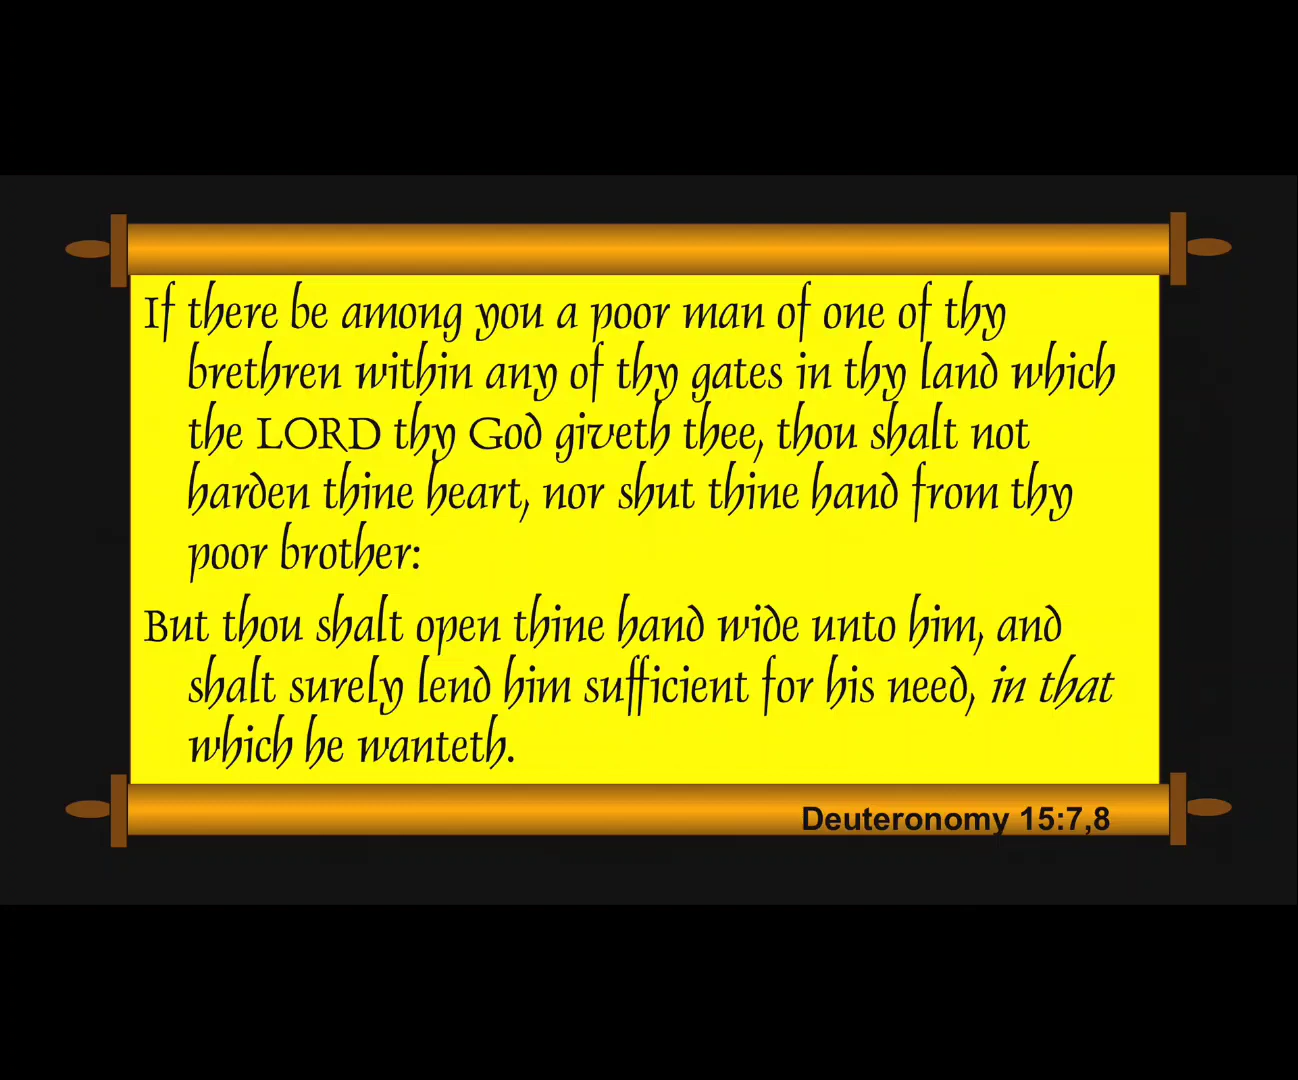 If there be among you a poor man of one of thy
brethren within any of thy gates in thy land which
the LORD thy God giveth thee, thou shalt not
harden thine heart, nor shut thine hand from thy
poor brother:
But thou shalt open thine hand wide unto him, and
shalt surely lend him sufficient for his need, in that
which he wanteth.
Deuteronomy 15:7,8